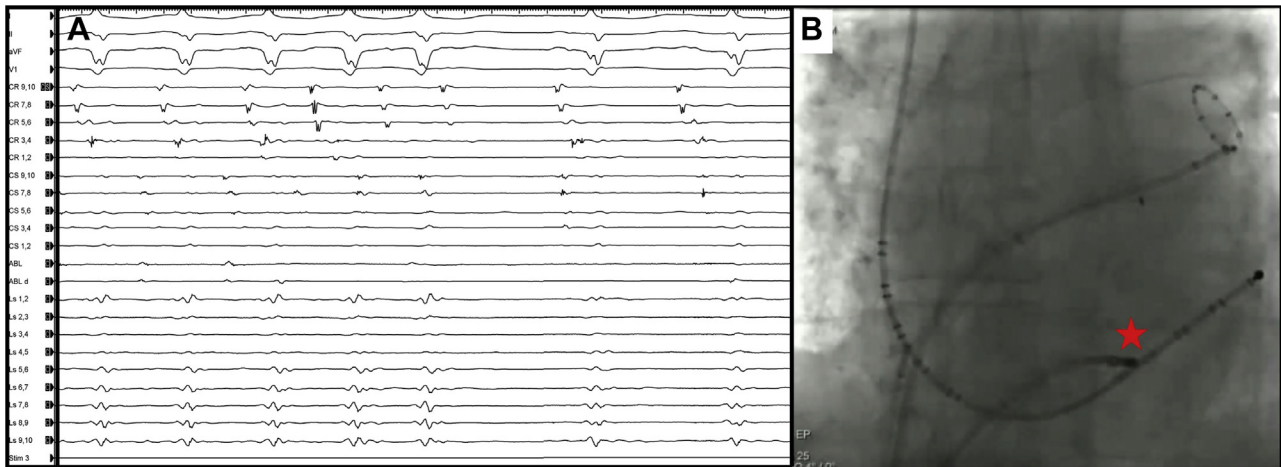 A
I
II
aVF
V1
CR 9,10
CR 7,8
CR 5,6
CR 3,4
CR 1,2
CS 9,10
CS 7,8
CS 5,6
CS 3,4
CS 1,2
ABL
ABL d
Ls 1,2
Ls 2,3
Ls 3,4
Ls 4,5
Ls 5,6
Ls 6,7
Ls 7,8
Ls 8,9
Ls 9,10
Stim 3
B
EP
25